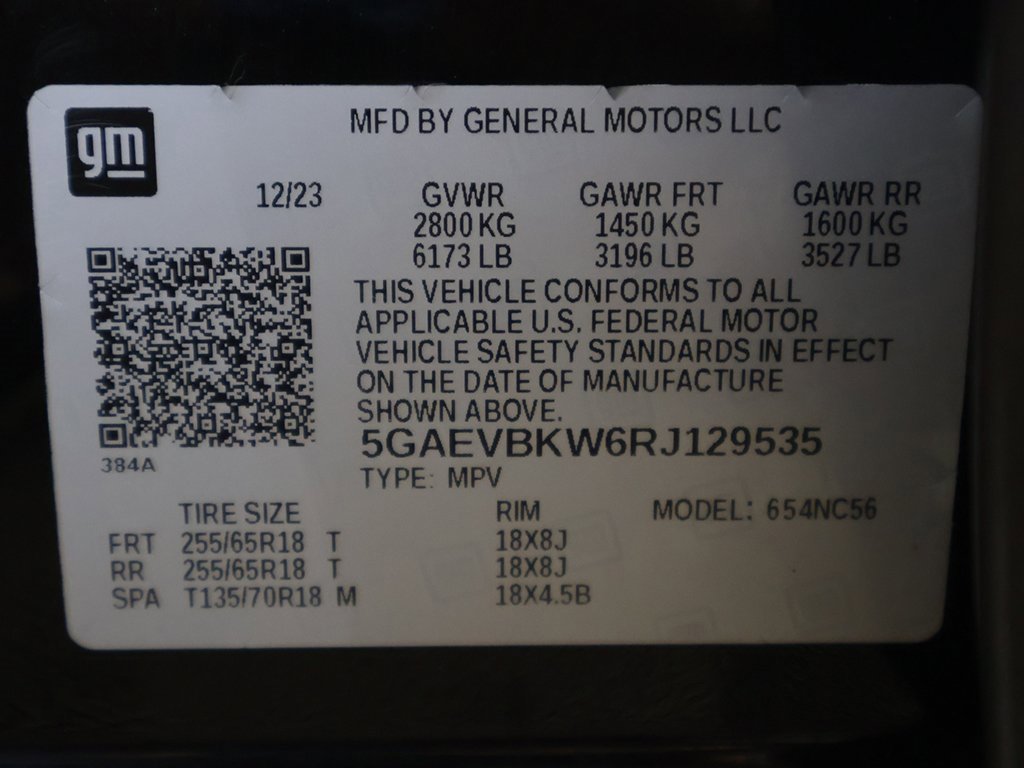 gm
MFD BY GENERAL MOTORS LLC
12/23 GVWR GAWR FRT GAWR RR
2800 KG 1450 KG 1600 KG
6173 LB 3196 LB 3527 LB
THIS VEHICLE CONFORMS TO ALL
APPLICABLE U.S. FEDERAL MOTOR
VEHICLE SAFETY STANDARDS IN EFFECT
ON THE DATE OF MANUFACTURE
SHOWN ABOVE.
5GAEVBKW6RJ129535
384A
TYPE: MPV
TIRE SIZE RIM MODEL: 654NC56
FRT 255/65R18 T 18X8J
RR 255/65R18 T 18X8J
SPA T135/70R18 M 18X4.5B